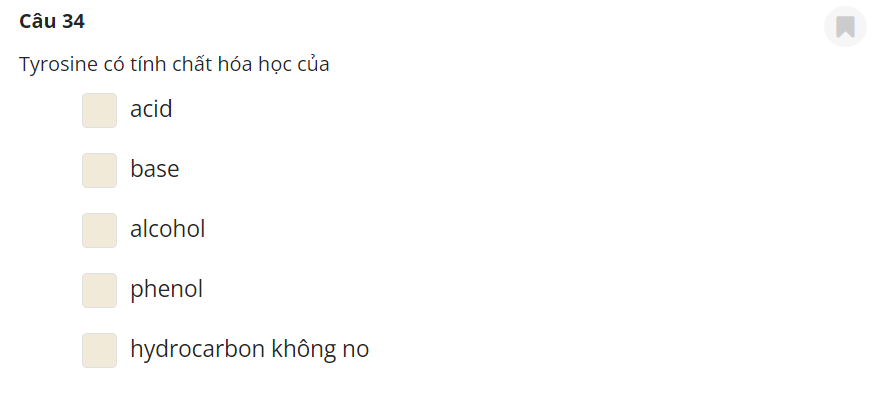 Câu 34
Tyrosine có tính chất hóa học của
acid
base
alcohol
phenol
hydrocarbon không no